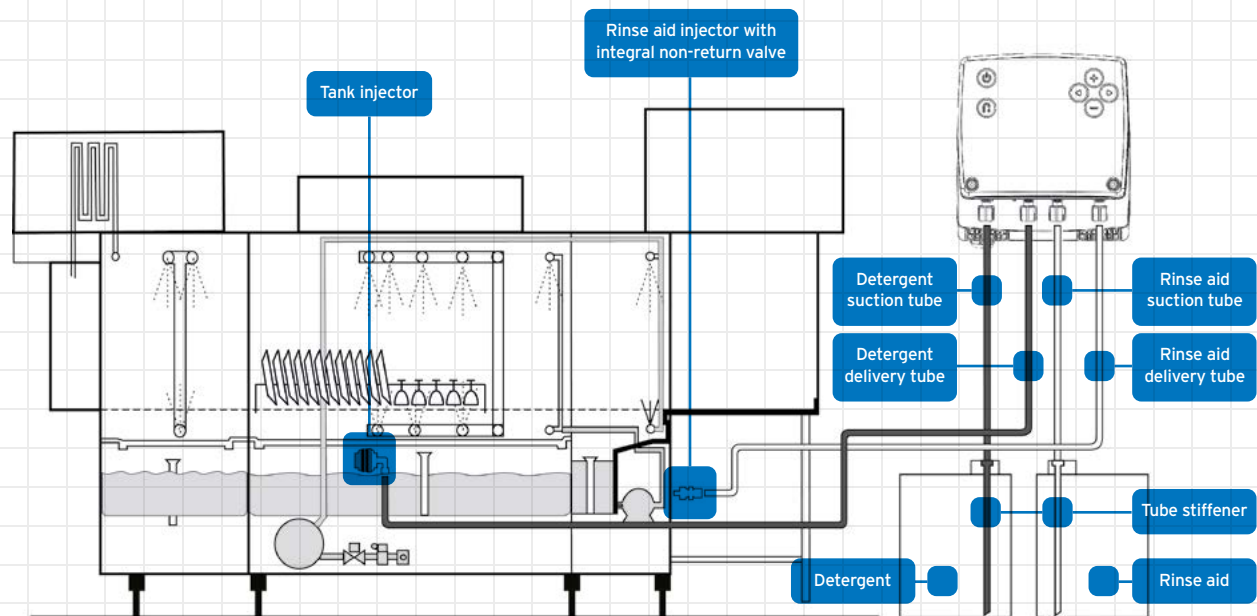 Rinse aid injector with
integral non-return valve
Tank injector
Detergent
suction tube
Rinse aid
suction tube
Detergent
delivery tube
Rinse aid
delivery tube
Tube stiffener
Detergent
Rinse aid